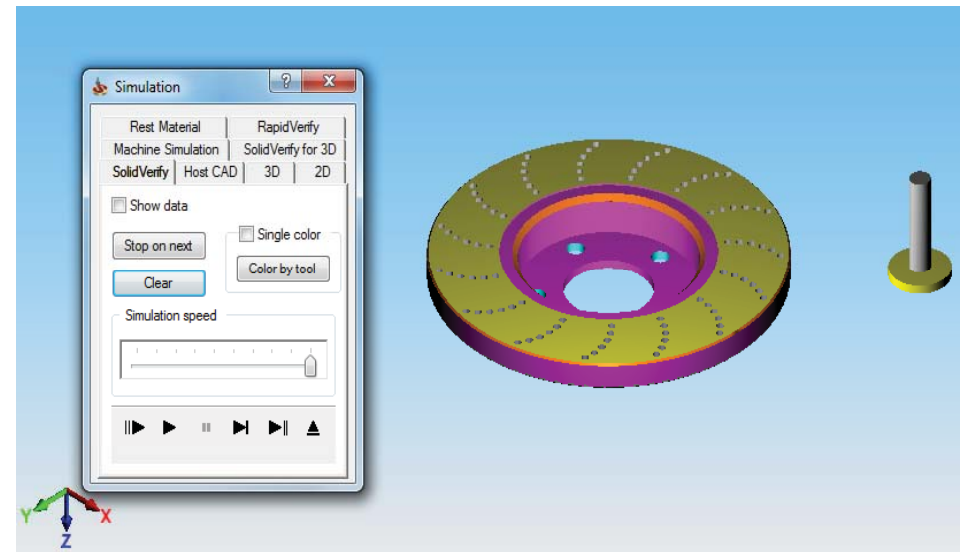 Simulation
?
X
Rest Material RapidVerify
Machine Simulation SolidVerify for 3D
SolidVerify Host CAD 3D 2D
Show data
Single color
Stop on next
Color by tool
Clear
Simulation speed
Y X
Z